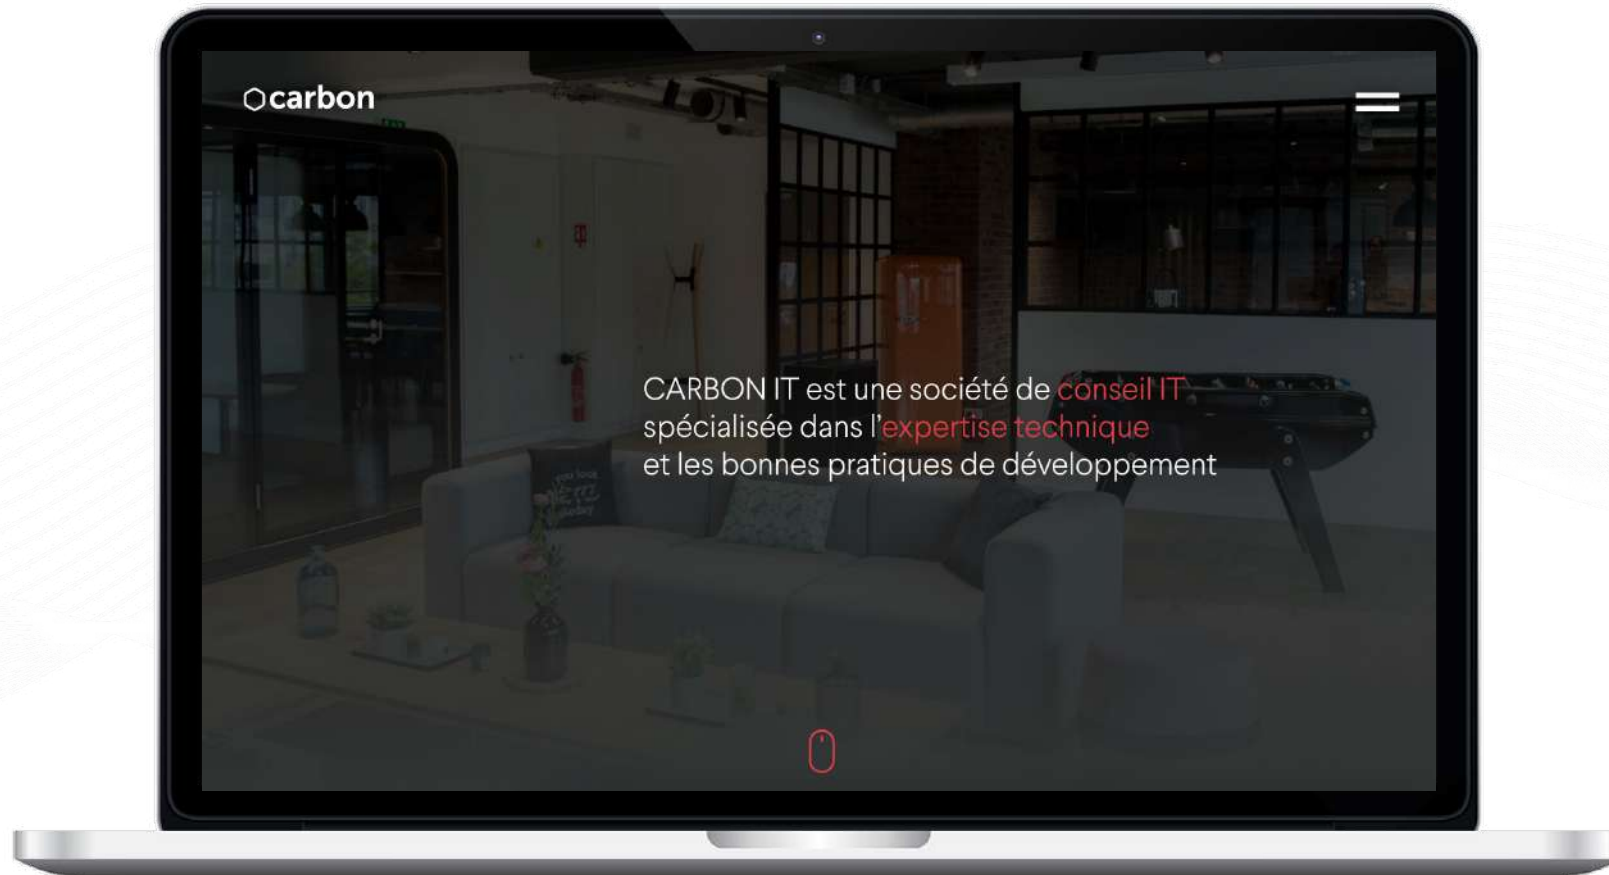 carbon
CARBON IT est une société de conseil IT
spécialisée dans l'expertise technique
et les bonnes pratiques de développement